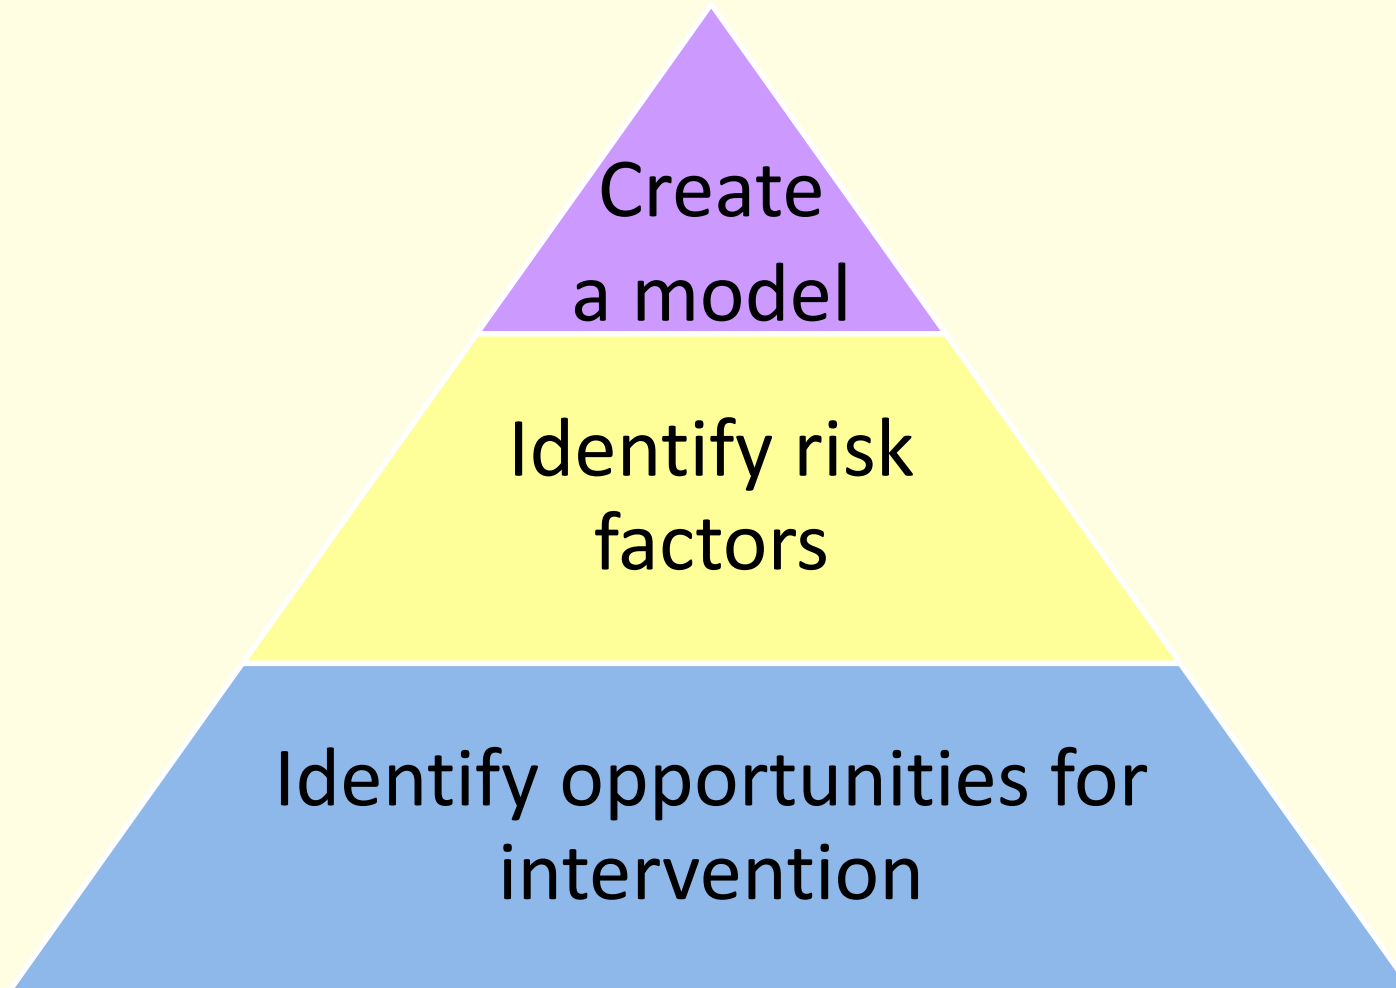 Create
a model
Identify risk
factors
Identify opportunities for
intervention